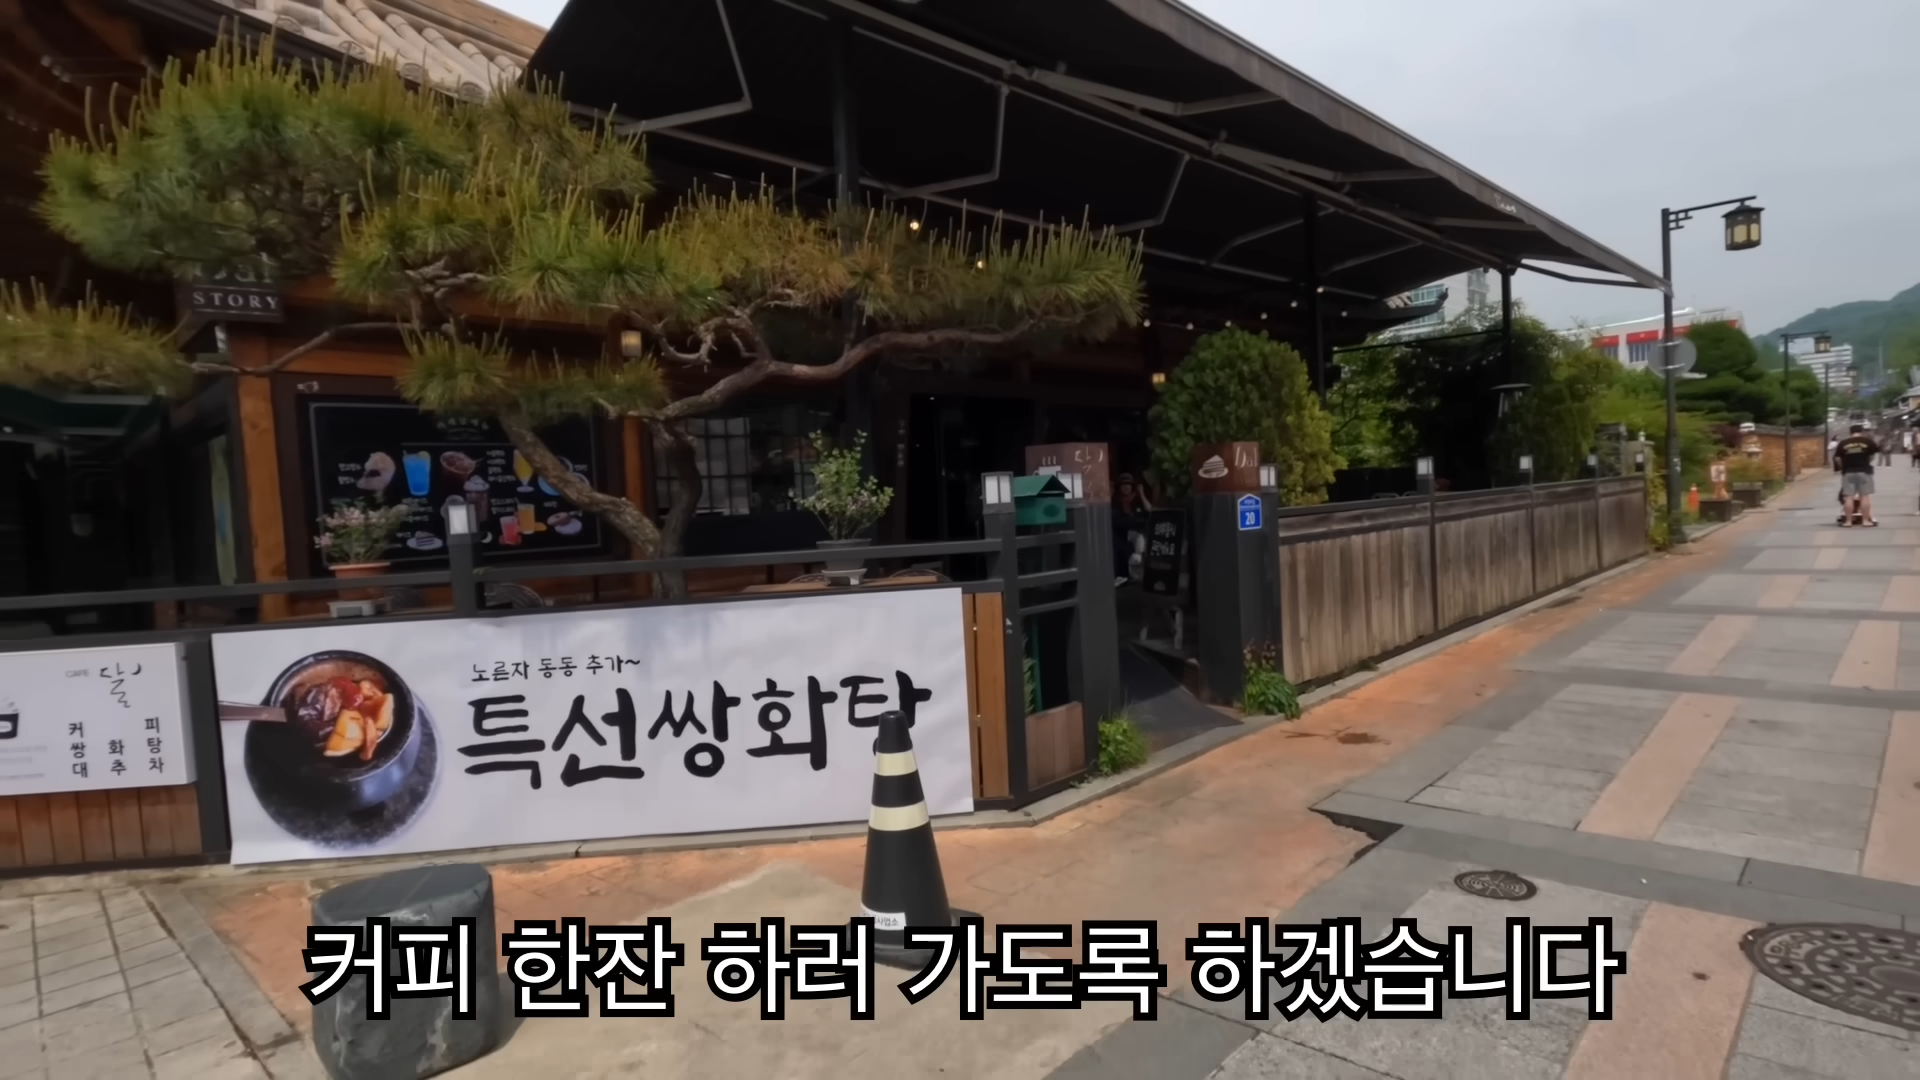 STORY
20
CAFE 달
커 피
쌍 화 탕
대 추 차
노른자 동동 추가~
특선쌍화탕
커피 한잔 하러 가도록 하겠습니다